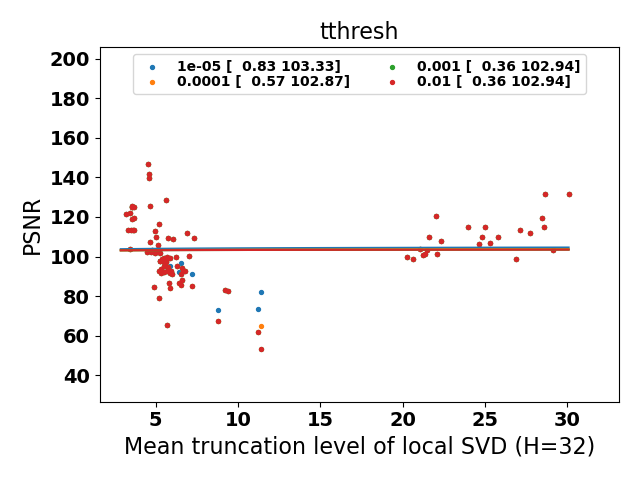 tthresh
1e-05 [  0.83 103.33]
0.0001 [  0.57 102.87]
0.001 [  0.36 102.94]
0.01 [  0.36 102.94]
200
180
160
140
120
100
80
60
40
PSNR
5 10 15 20 25 30
Mean truncation level of local SVD (H=32)